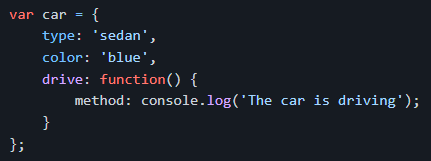 var car = {
    type: 'sedan',
    color: 'blue',
    drive: function() {
        method: console.log('The car is driving');
    }
};